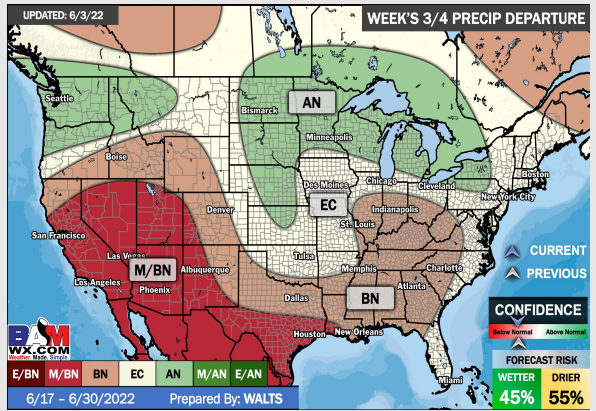 UPDATED: 6/3/22
WEEK'S 3/4 PRECIP DEPARTURE
Seattle
Bismarck
AN
Minneapolis
Boise
Boston
Des Moines
Chicago
Cleveland
New York City
EC
Denver
Indianapolis
St. Louis
San Francisco
Las Vegas
M/BN
Albuquerque
Tulsa
Memphis
Charlotte
CURRENT
PREVIOUS
Los Angeles
Phoenix
Dallas
BN
Atlanta
Houston
New Orleans
Miami
CONFIDENCE
Below Normal
Above Normal
FORECAST RISK
WETTER
DRIER
45%
55%
BAM
WX.COM
Weather. Made. Simple.
E/BN M/BN BN EC AN M/AN E/AN
6/17 – 6/30/2022 Prepared By: WALTS